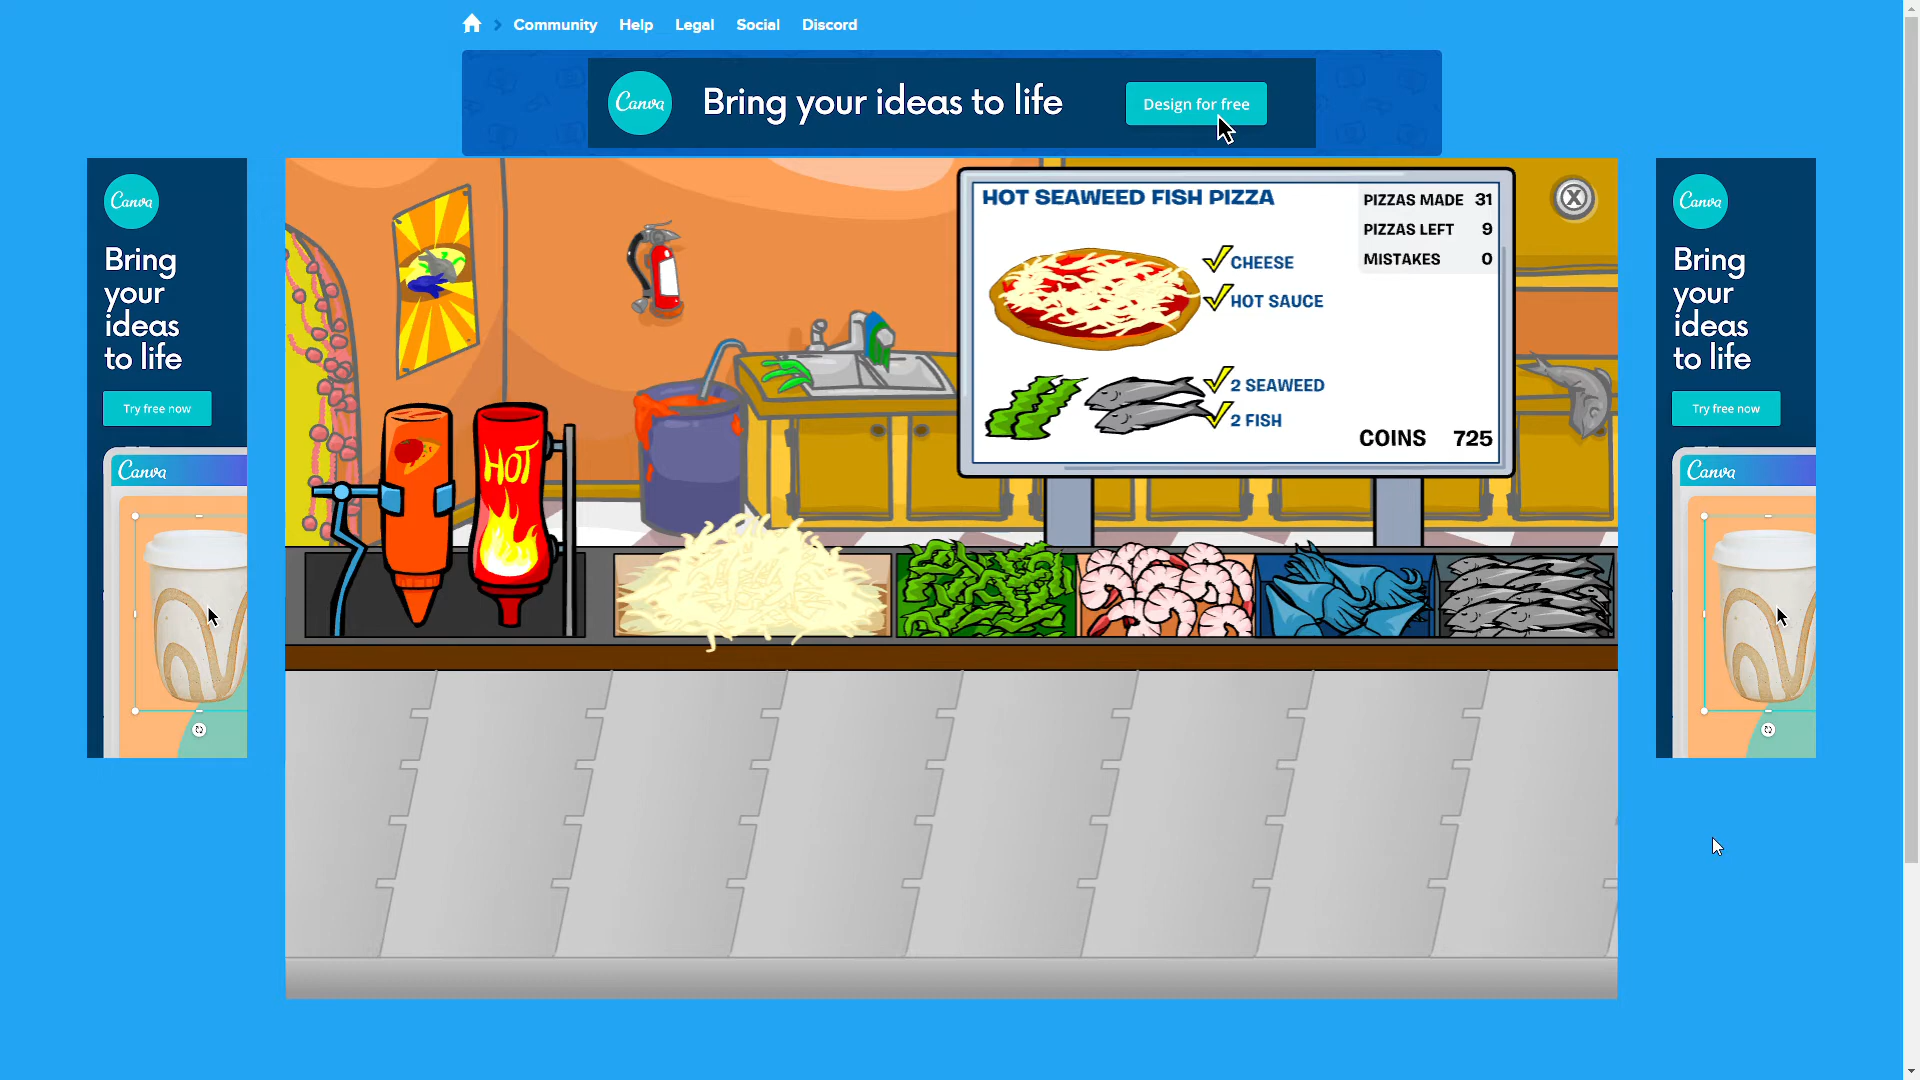 Community Help Legal Social Discord
Canva Bring your ideas to life Design for free
Canva
Bring
your
ideas
to life
Try free now
Canva
HOT SEAWEED FISH PIZZA
CHEESE
HOT SAUCE
2 SEAWEED
2 FISH
PIZZAS MADE 31
PIZZAS LEFT 9
MISTAKES 0
COINS 725
X
HOT
Canva
Bring
your
ideas
to life
Try free now
Canva